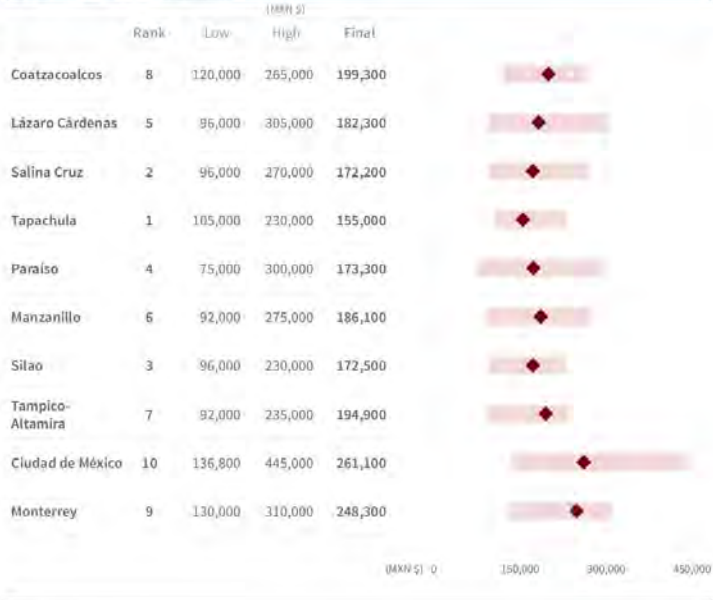 (MXN $)
Rank Low High Final
Coatzacoalcos 8 120,000 265,000 199,300
Lázaro Cárdenas 5 96,000 305,000 182,300
Salina Cruz 2 96,000 270,000 172,200
Tapachula 1 105,000 230,000 155,000
Paraíso 4 75,000 300,000 173,300
Manzanillo 6 92,000 275,000 186,100
Silao 3 96,000 230,000 172,500
Tampico-
Altamira 7 92,000 235,000 194,900
Ciudad de México 10 136,800 445,000 261,100
Monterrey 9 130,000 310,000 248,300
(MXN $) 0 150,000 300,000 450,000